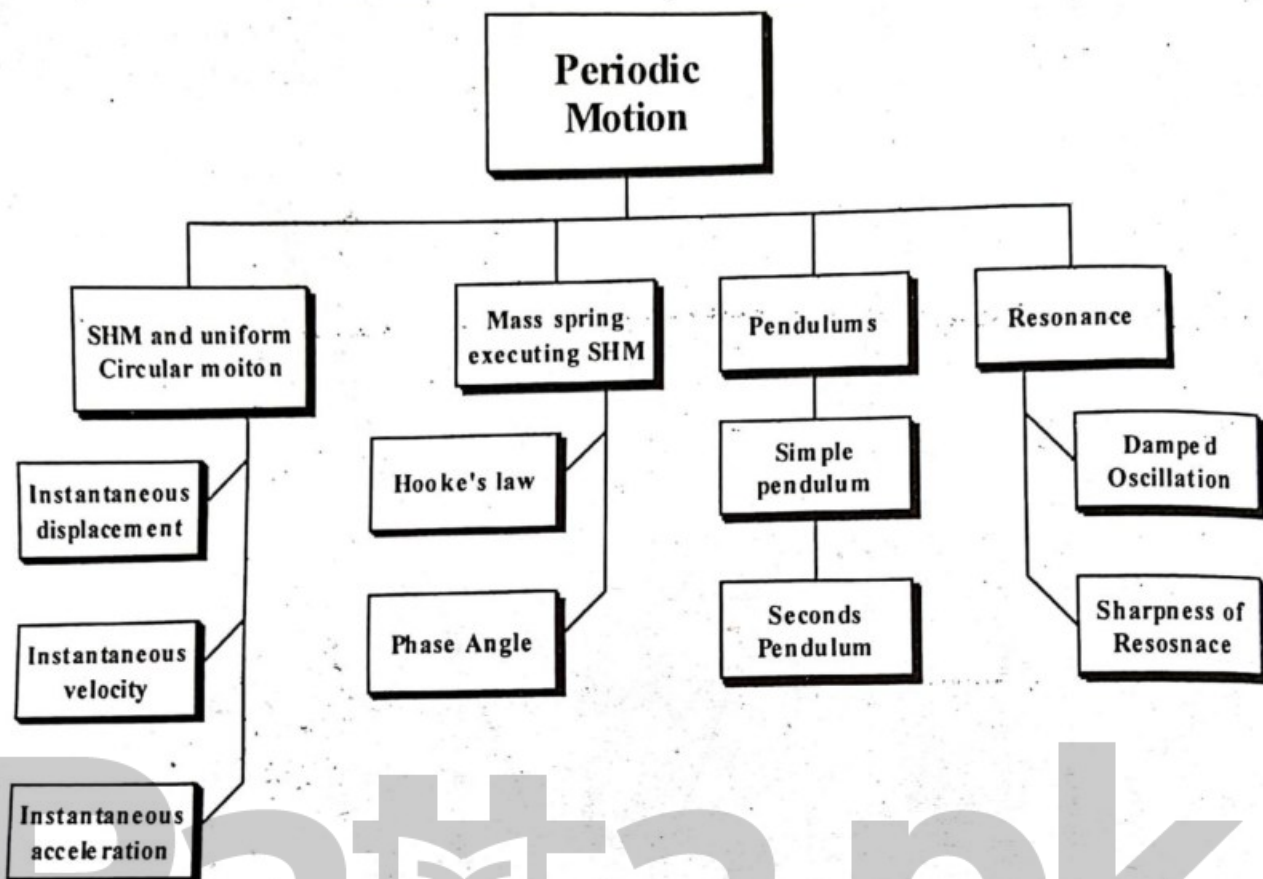 Periodic
Motion
SHM and uniform
Circular moiton
Mass spring
executing SHM
Pendulums
Resonance
Instantaneous
displacement
Instantaneous
velocity
Instantaneous
acceleration
Hooke's law
Phase Angle
Simple
pendulum
Seconds
Pendulum
Damped
Oscillation
Sharpness of
Resosnace